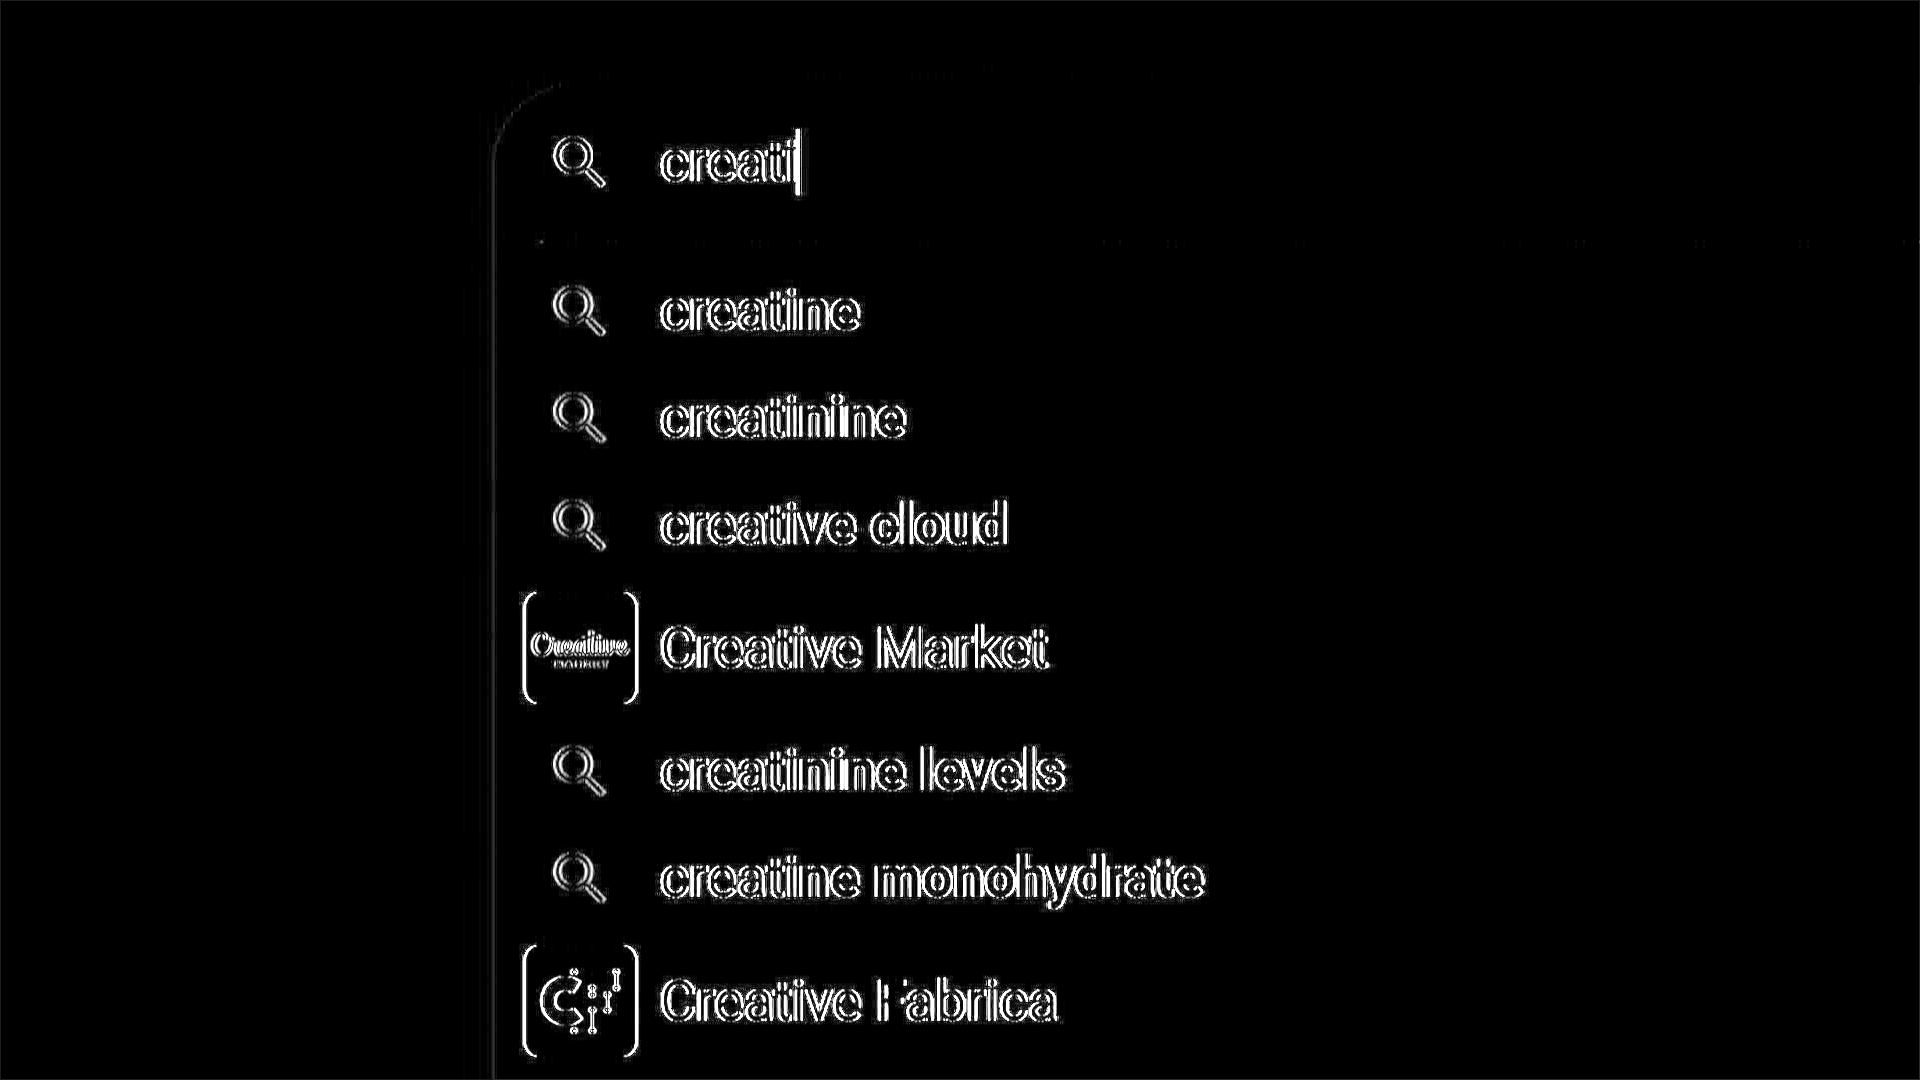 creati
creatine
creatinine
creative cloud
Creative
MARKET
Creative Market
creatinine levels
creatine monohydrate
Creative Fabrica